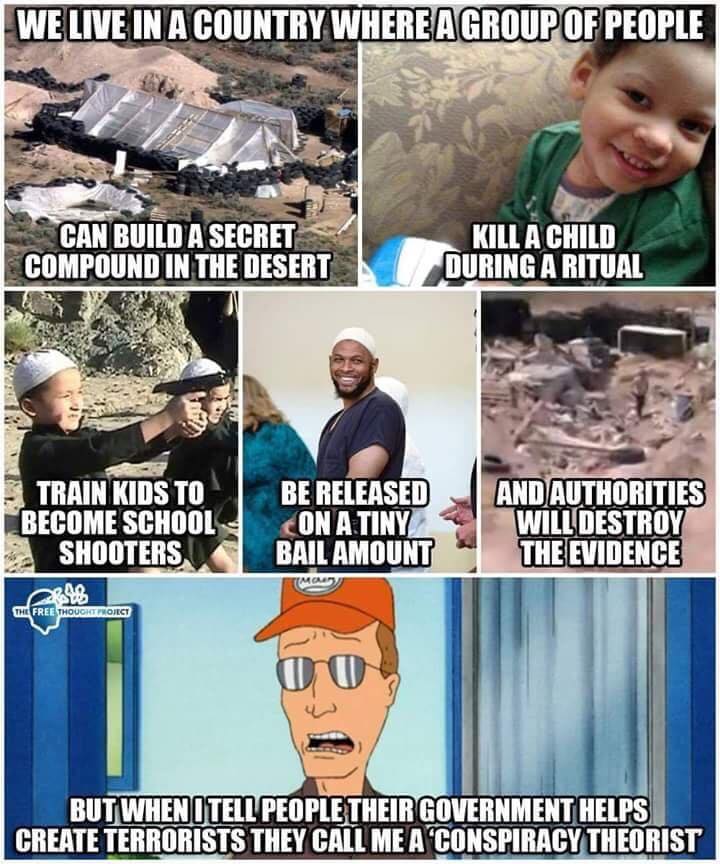 WE LIVE IN A COUNTRY WHERE A GROUP OF PEOPLE
CAN BUILD A SECRET
COMPOUND IN THE DESERT
KILL A CHILD
DURING A RITUAL
TRAIN KIDS TO
BECOME SCHOOL
SHOOTERS
BE RELEASED
ON A TINY
BAIL AMOUNT
AND AUTHORITIES
WILL DESTROY
THE EVIDENCE
THE FREE THOUGHT PROJECT
BUT WHEN I TELL PEOPLE THEIR GOVERNMENT HELPS
CREATE TERRORISTS THEY CALL ME A 'CONSPIRACY THEORIST'